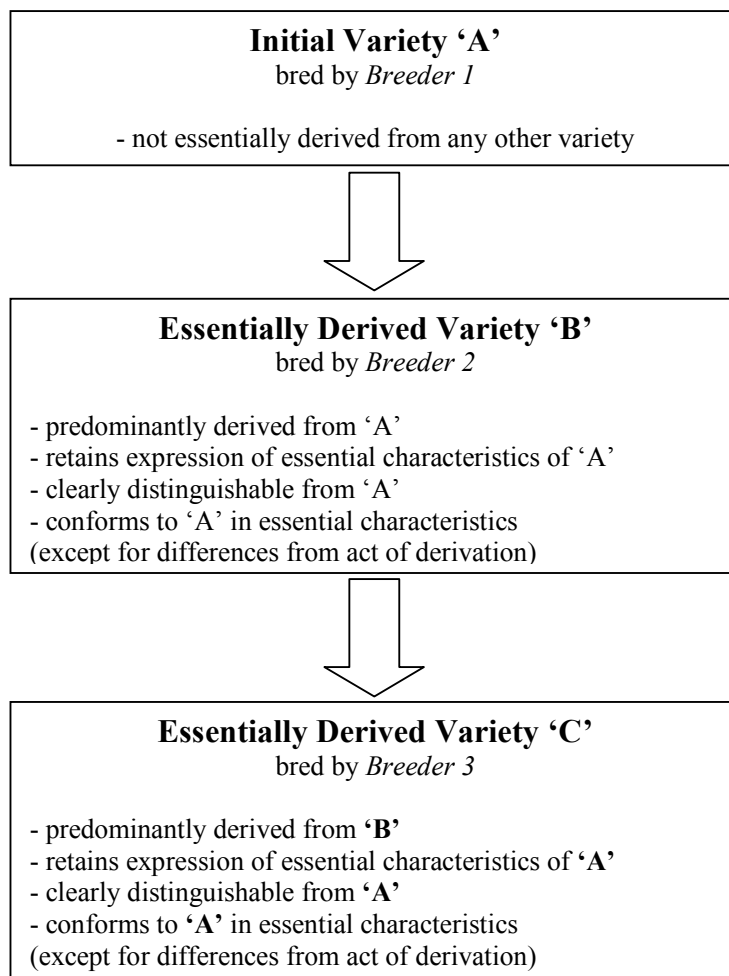 Initial Variety ‘A’
bred by Breeder 1
- not essentially derived from any other variety
Essentially Derived Variety ‘B’
bred by Breeder 2
- predominantly derived from ‘A’
- retains expression of essential characteristics of ‘A’
- clearly distinguishable from ‘A’
- conforms to ‘A’ in essential characteristics
(except for differences from act of derivation)
Essentially Derived Variety ‘C’
bred by Breeder 3
- predominantly derived from ‘B’
- retains expression of essential characteristics of ‘A’
- clearly distinguishable from ‘A’
- conforms to ‘A’ in essential characteristics
(except for differences from act of derivation)